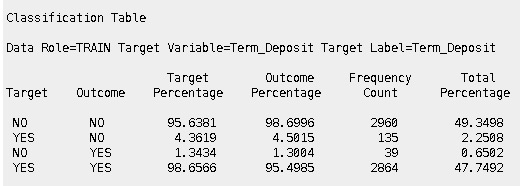 Classification Table
Data Role=TRAIN Target Variable=Term_Deposit Target Label=Term_Deposit
Target Outcome Frequency Total
Target Outcome Percentage Percentage Count Percentage
NO NO 95.6381 98.6996 2960 49.3498
YES NO 4.3619 4.5015 135 2.2508
NO YES 1.3434 1.3004 39 0.6502
YES YES 98.6566 95.4985 2864 47.7492